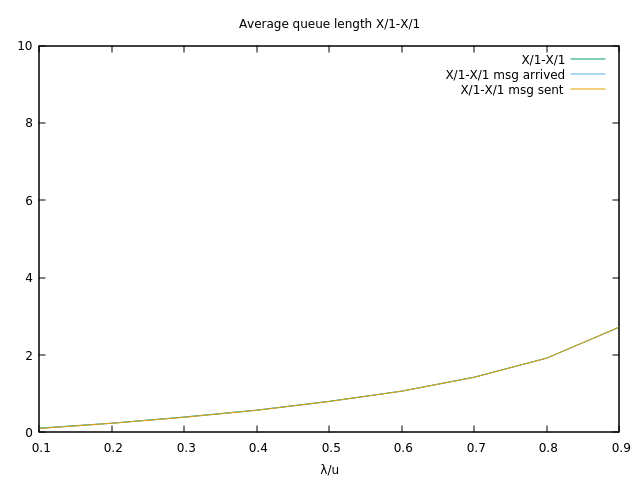 Average queue length X/1-X/1
10
8
6
4
2
0
X/1-X/1
X/1-X/1 msg arrived
X/1-X/1 msg sent
0.1 0.2 0.3 0.4 0.5 0.6 0.7 0.8 0.9
λ/u